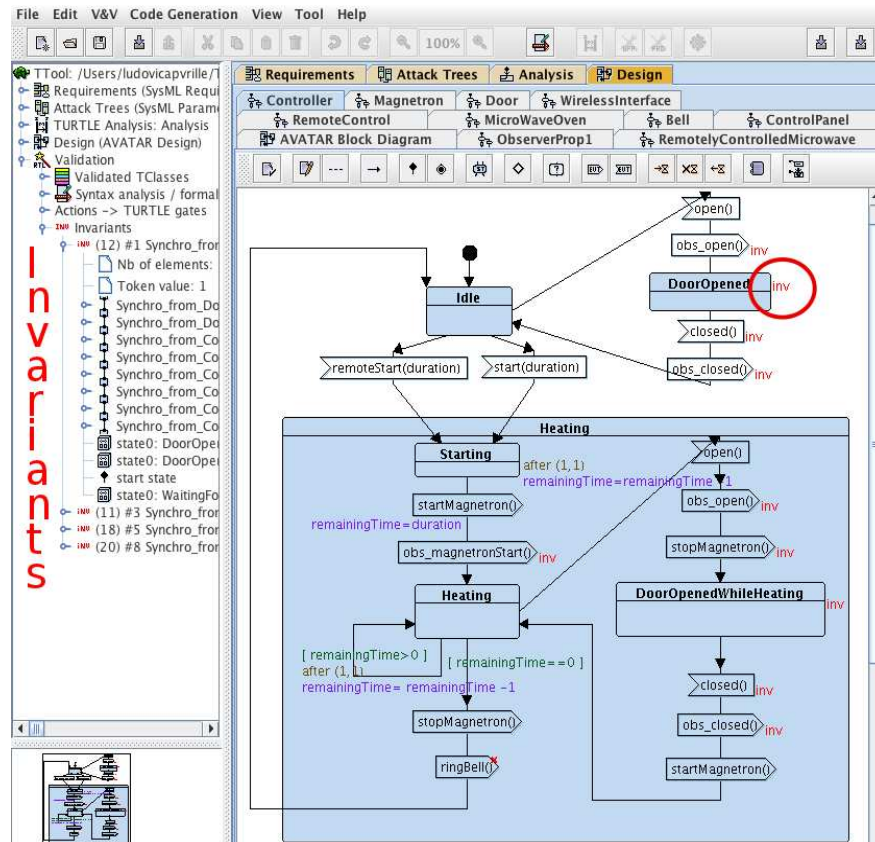 File Edit V&V Code Generation View Tool Help
100%
TTool: /Users/ludovicapvrille/T
Requirements (SysML Requi
Attack Trees (SysML Param
TURTLE Analysis: Analysis
Design (AVATAR Design)
Validation
Validated TClasses
Syntax analysis / formal
Actions -> TURTLE gates
Invariants
(12) #1 Synchro_fror
Nb of elements:
Token value: 1
Synchro_from_Do
Synchro_from_Do
Synchro_from_Co
Synchro_from_Co
Synchro_from_Co
Synchro_from_Co
Synchro_from_Co
Synchro_from_Co
state0: DoorOpe
state0: DoorOpe
start state
state0: WaitingFo
(11) #3 Synchro_fror
(18) #5 Synchro_fror
(20) #8 Synchro_fror
Invariants
Requirements Attack Trees Analysis Design
Controller Magnetron Door WirelessInterface
RemoteControl MicroWaveOven Bell ControlPanel
AVATAR Block Diagram ObserverProp1 RemotelyControlledMicrowave
open()
obs_open() inv
DoorOpened inv
closed() inv
obs_closed() inv
Idle
remoteStart(duration) start(duration)
Heating
Starting
after (1,1)
remainingTime=remainingTime -1
startMagnetron()
remainingTime=duration
obs_magnetronStart() inv
Heating
[ remainingTime>0 ]
after (1,1)
remainingTime= remainingTime -1
[ remainingTime==0 ]
stopMagnetron()
ringBell()
open()
obs_open() inv
stopMagnetron() inv
DoorOpenedWhileHeating inv
closed() inv
obs_closed() inv
startMagnetron()